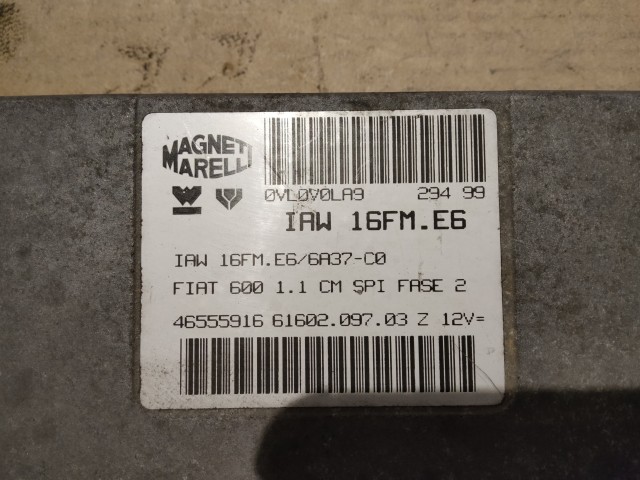 MAGNETI
MARELLI
0VL0V0LA9 294 99
IAW 16FM.E6
IAW 16FM.E6/6A37-C0
FIAT 600 1.1 CM SPI FASE 2
46555916 61602.097.03 Z 12V=